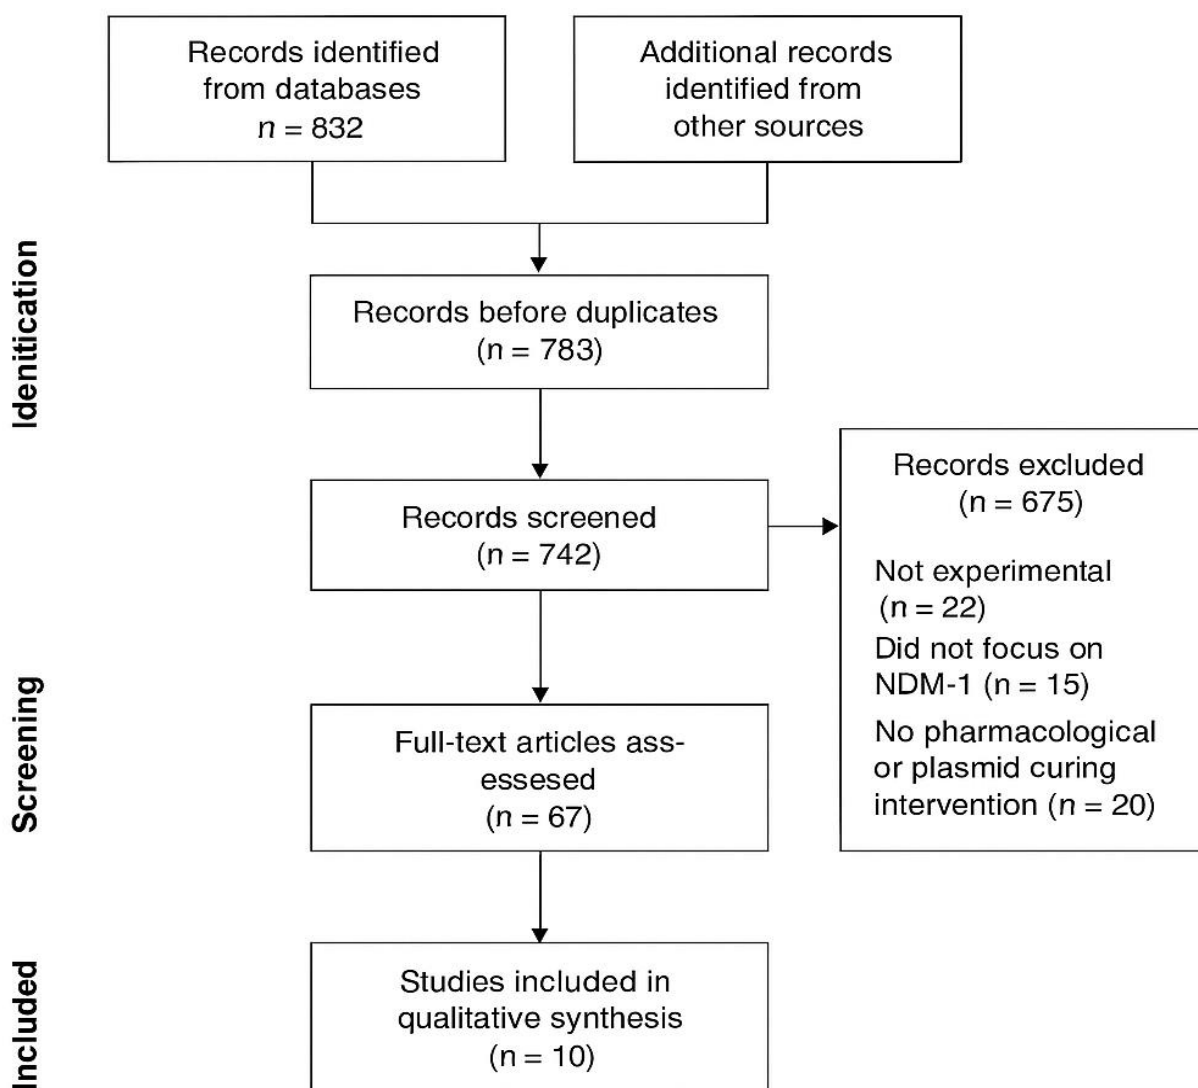 Records identified
from databases
n = 832
Additional records
identified from
other sources
Idenitication
Records before duplicates
(n = 783)
Records screened
(n = 742)
Records excluded
(n = 675)
Not experimental
(n = 22)
Did not focus on
NDM-1 (n = 15)
No pharmacological
or plasmid curing
intervention (n = 20)
Screening
Full-text articles ass-
essesed
(n = 67)
Included
Studies included in
qualitative synthesis
(n = 10)